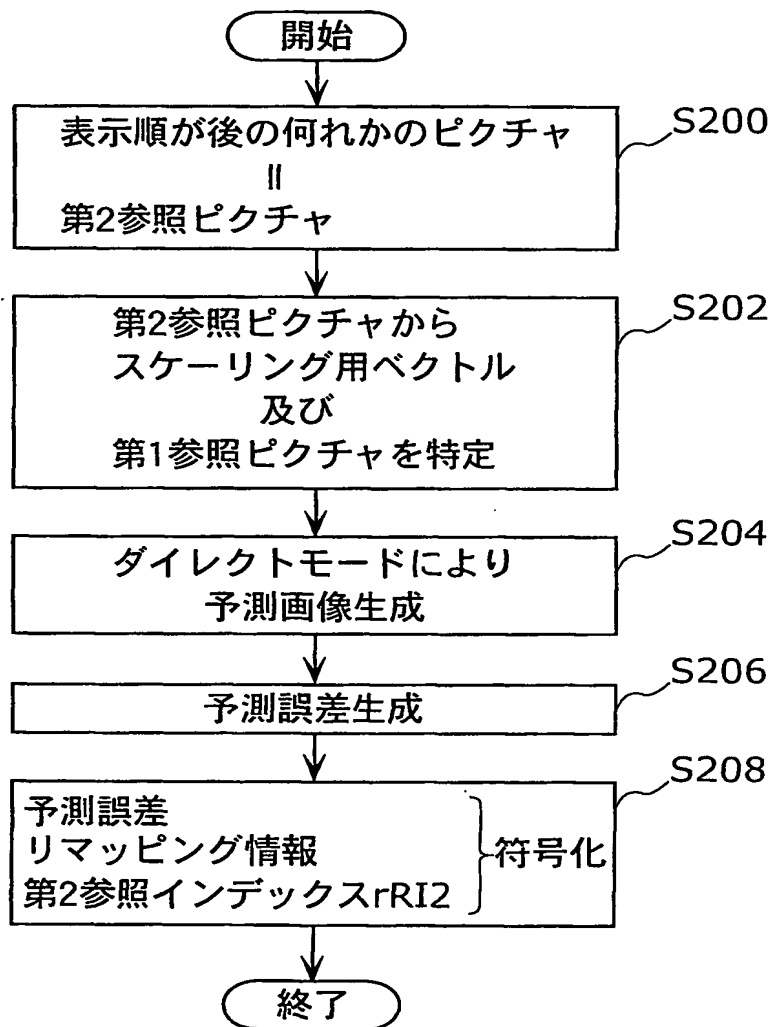 開始
表示順が後の何れかのピクチャ
=
第2参照ピクチャ
S200
第2参照ピクチャから
スケーリング用ベクトル
及び
第1参照ピクチャを特定
S202
ダイレクトモードにより
予測画像生成
S204
予測誤差生成
S206
予測誤差
リマッピング情報
第2参照インデックスrRI2
符号化
S208
終了